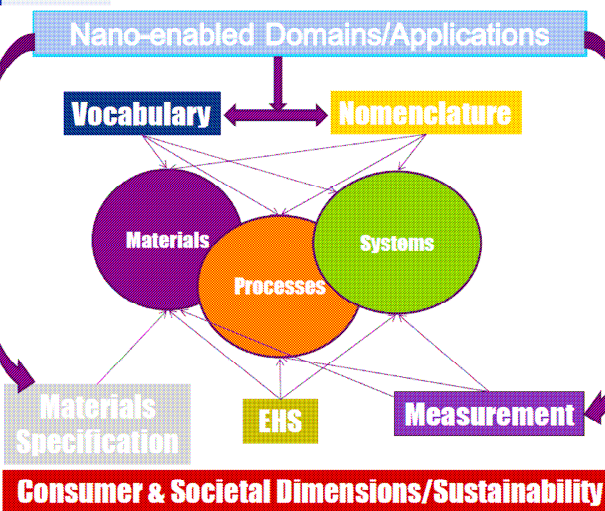 Nano-enabled Domains/Applications
Vocabulary
Nomenclature
Materials
Systems
Processes
Materials
Specification
EHS
Measurement
Consumer & Societal Dimensions/Sustainability